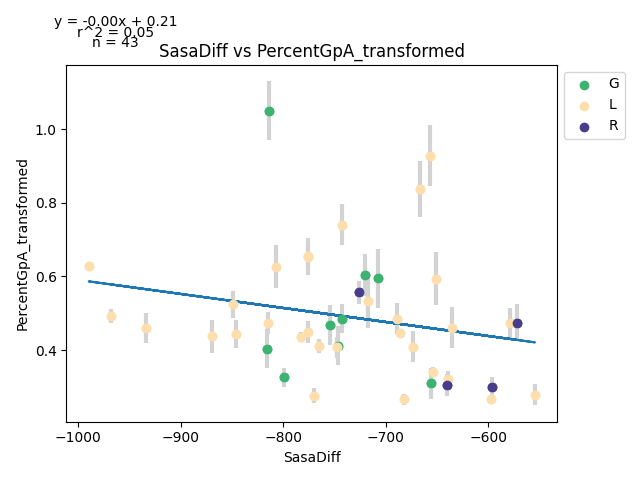 y = -0.00x + 0.21
r^2 = 0.05
n = 43
SasaDiff vs PercentGpA_transformed
G
L
R
PercentGpA_transformed
1.0
0.8
0.6
0.4
−1000 −900 −800 −700 −600
SasaDiff